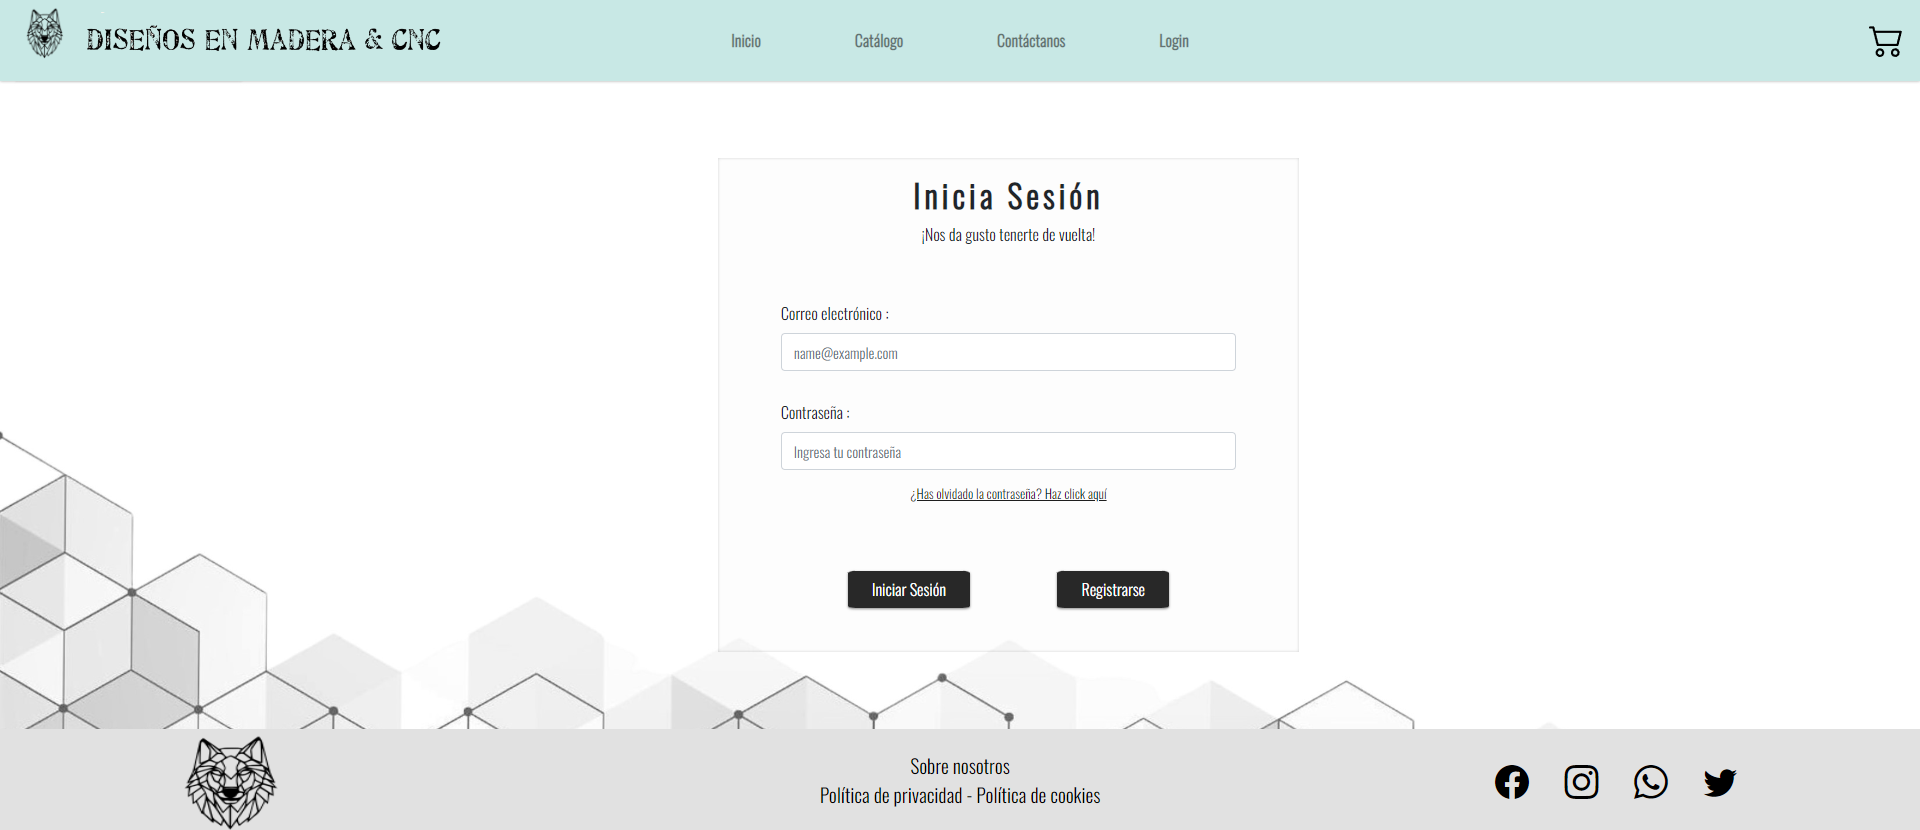 DISEÑOS EN MADERA & CNC
Inicio
Catálogo
Contáctanos
Login
Inicia Sesión
¡Nos da gusto tenerte de vuelta!
Correo electrónico :
name@example.com
Contraseña :
Ingresa tu contraseña
¿Has olvidado la contraseña? Haz click aquí
Iniciar Sesión
Registrarse
Sobre nosotros
Política de privacidad - Política de cookies